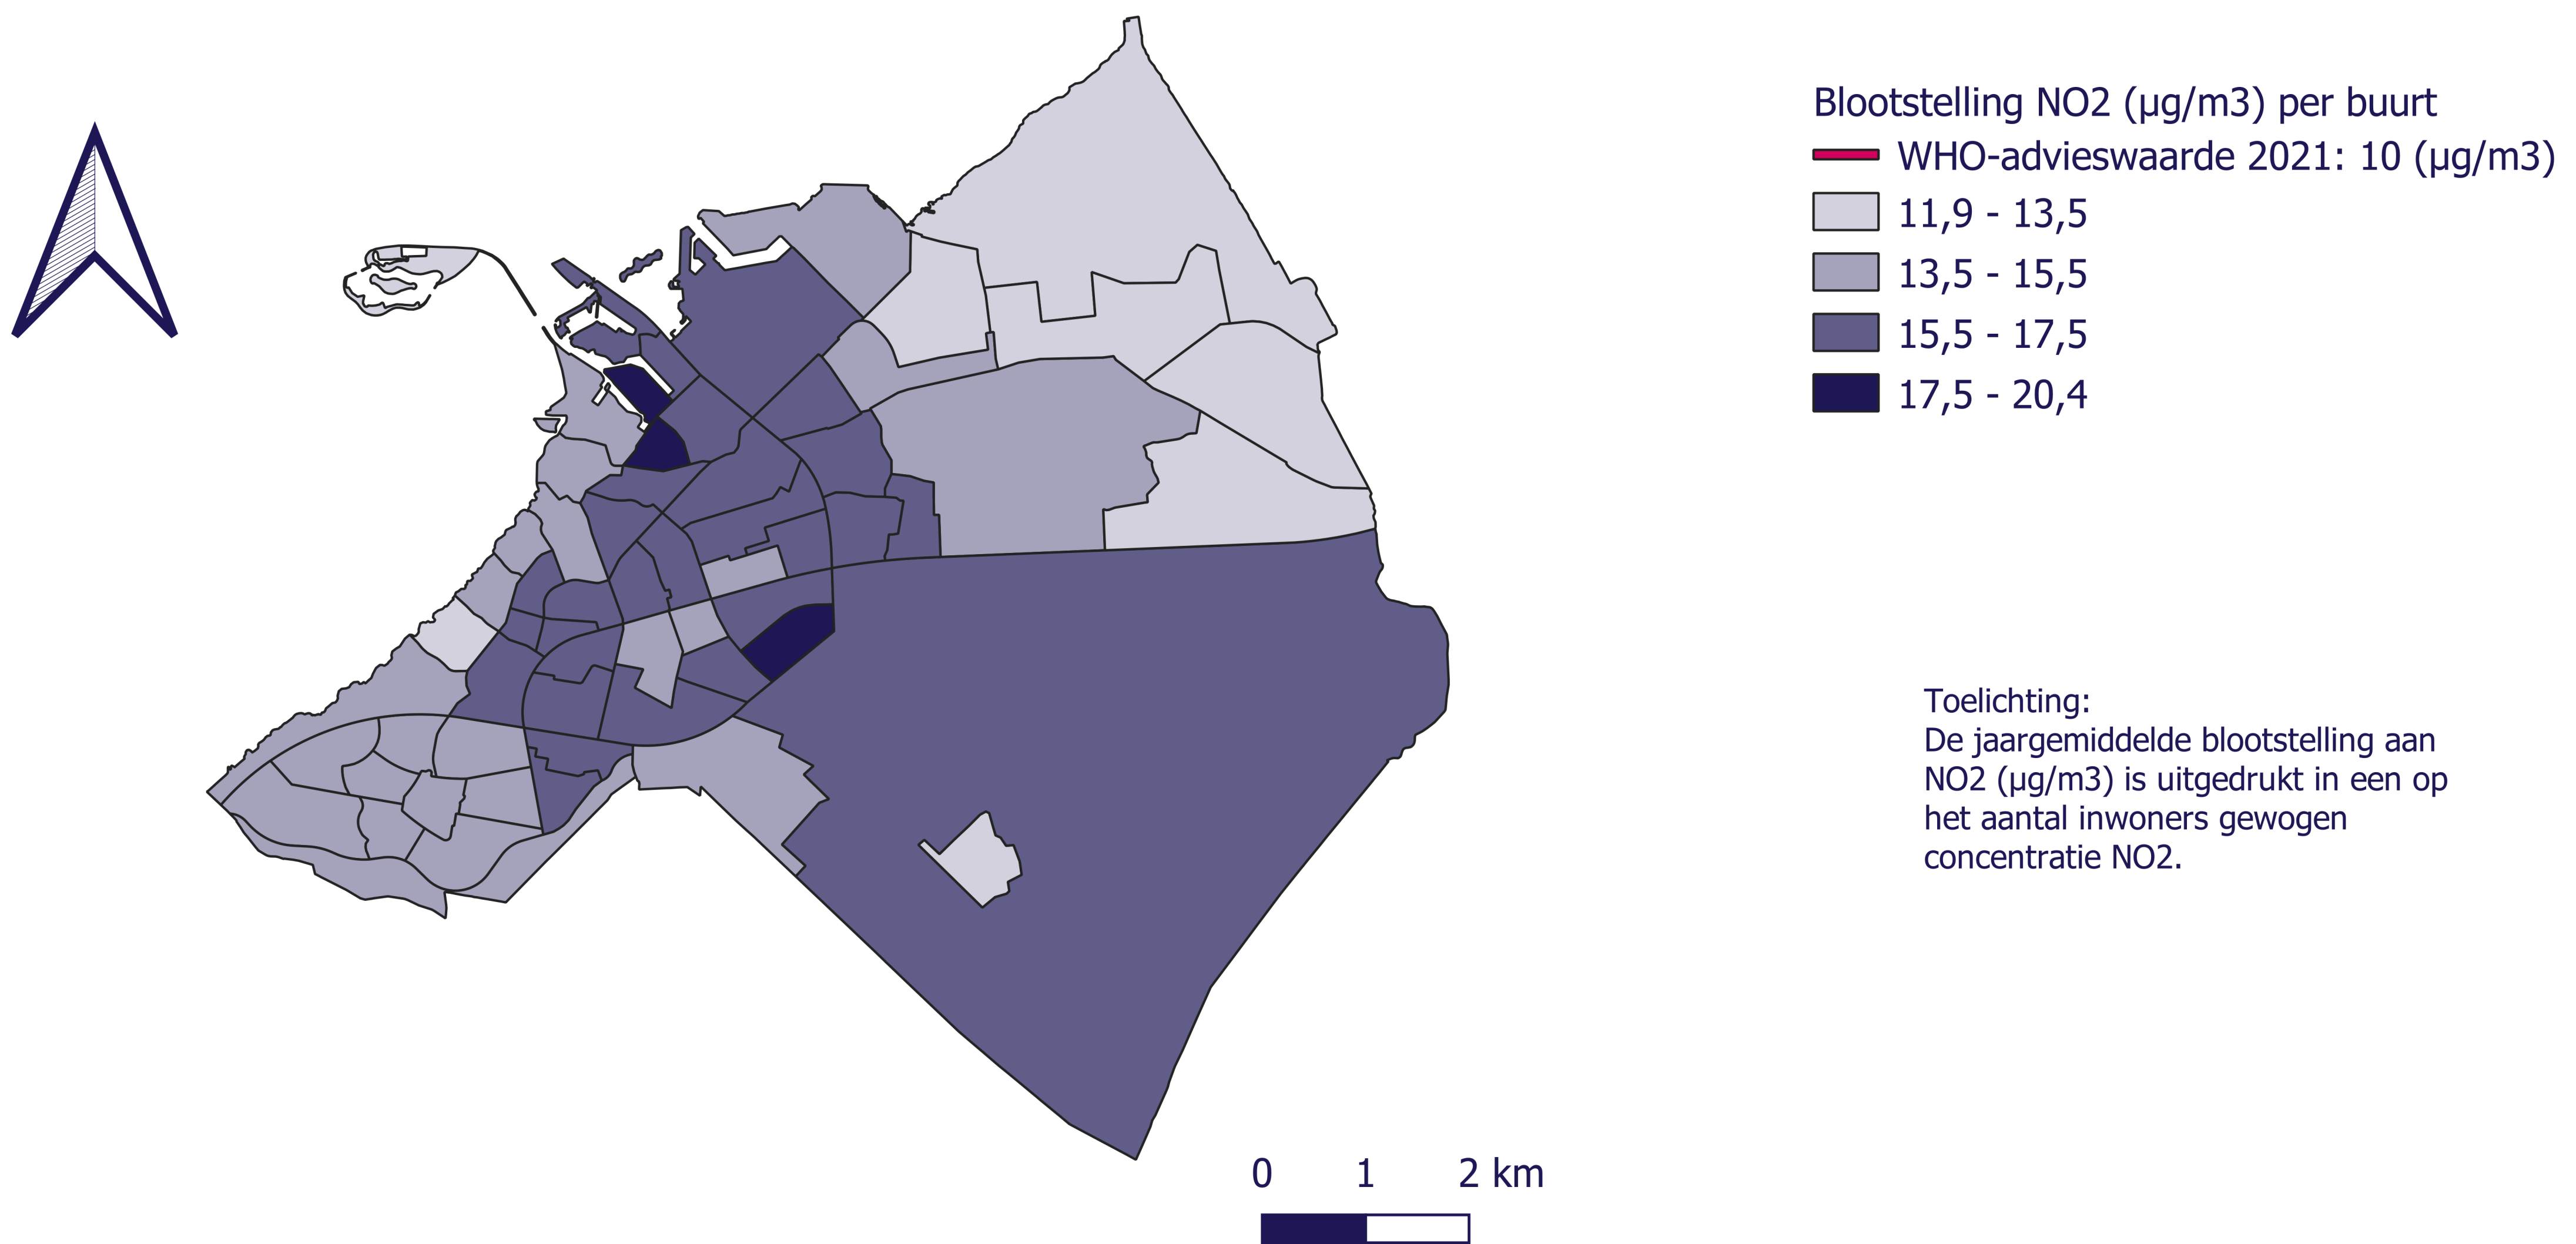 Blootstelling NO2 (µg/m3) per buurt
WHO-advieswaarde 2021: 10 (µg/m3)
11,9 - 13,5
13,5 - 15,5
15,5 - 17,5
17,5 - 20,4
Toelichting:
De jaargemiddelde blootstelling aan
NO2 (µg/m3) is uitgedrukt in een op
het aantal inwoners gewogen
concentratie NO2.
0 1 2 km